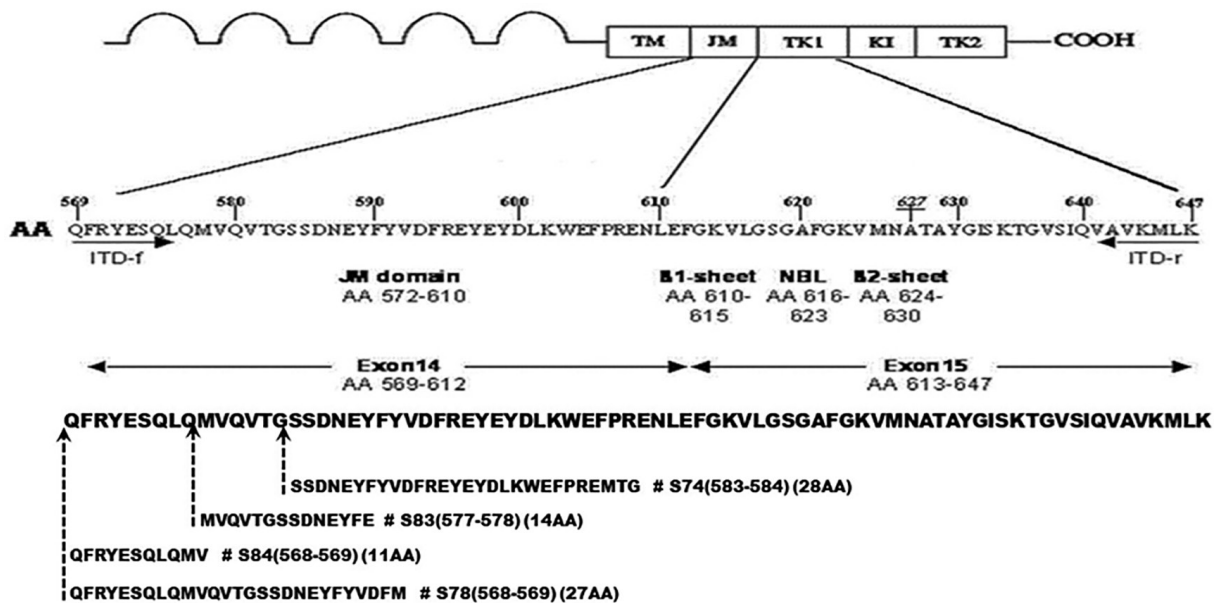 TM JM TK1 KI TK2 COOH
569 580 590 600 610 620 627 630 640 647
AA QFRYESQLQMVQVTGSSDNEYFYVDFREYEYDLKWEFPRENLEFGKVLGSGAFGKVMNATAYGISKTGVSIQVAVKMLK
ITD-f ITD-r
JM domain ß1-sheet NBL ß2-sheet
AA 572-610 AA 610- AA 616- AA 624-
615 623 630
Exon14 Exon15
AA 569-612 AA 613-647
QFRYESQLQMVQVTGSSDNEYFYVDFREYEYDLKWEFPRENLEFGKVLGSGAFGKVMNATAYGISKTGVSIQVAVKMLK
SSDNEYFYVDFREYEYDLKWEFPREMTG # S74(583-584) (28AA)
MVQVTGSSDNEYFE # S83(577-578) (14AA)
QFRYESQLQMV # S84(568-569) (11AA)
QFRYESQLQMVQVTGSSDNEYFYVDFM # S78(568-569) (27AA)